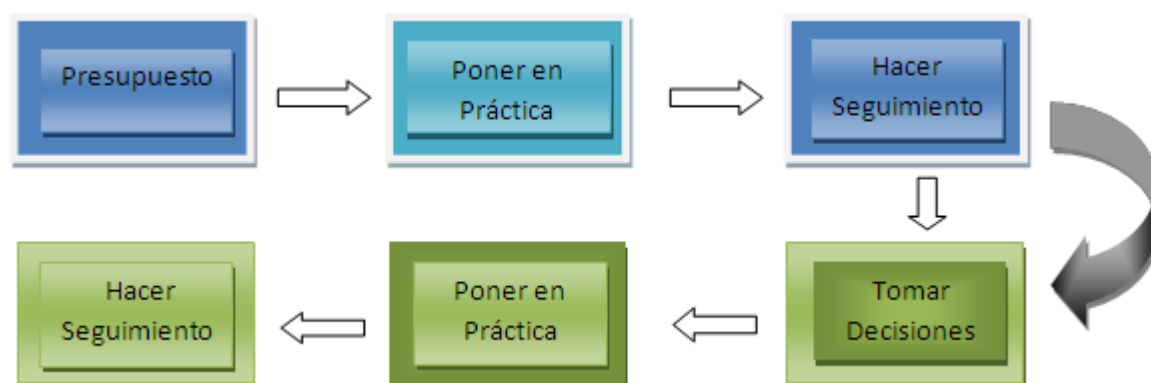 Presupuesto
Poner en
Práctica
Hacer
Seguimiento
Tomar
Decisiones
Poner en
Práctica
Hacer
Seguimiento